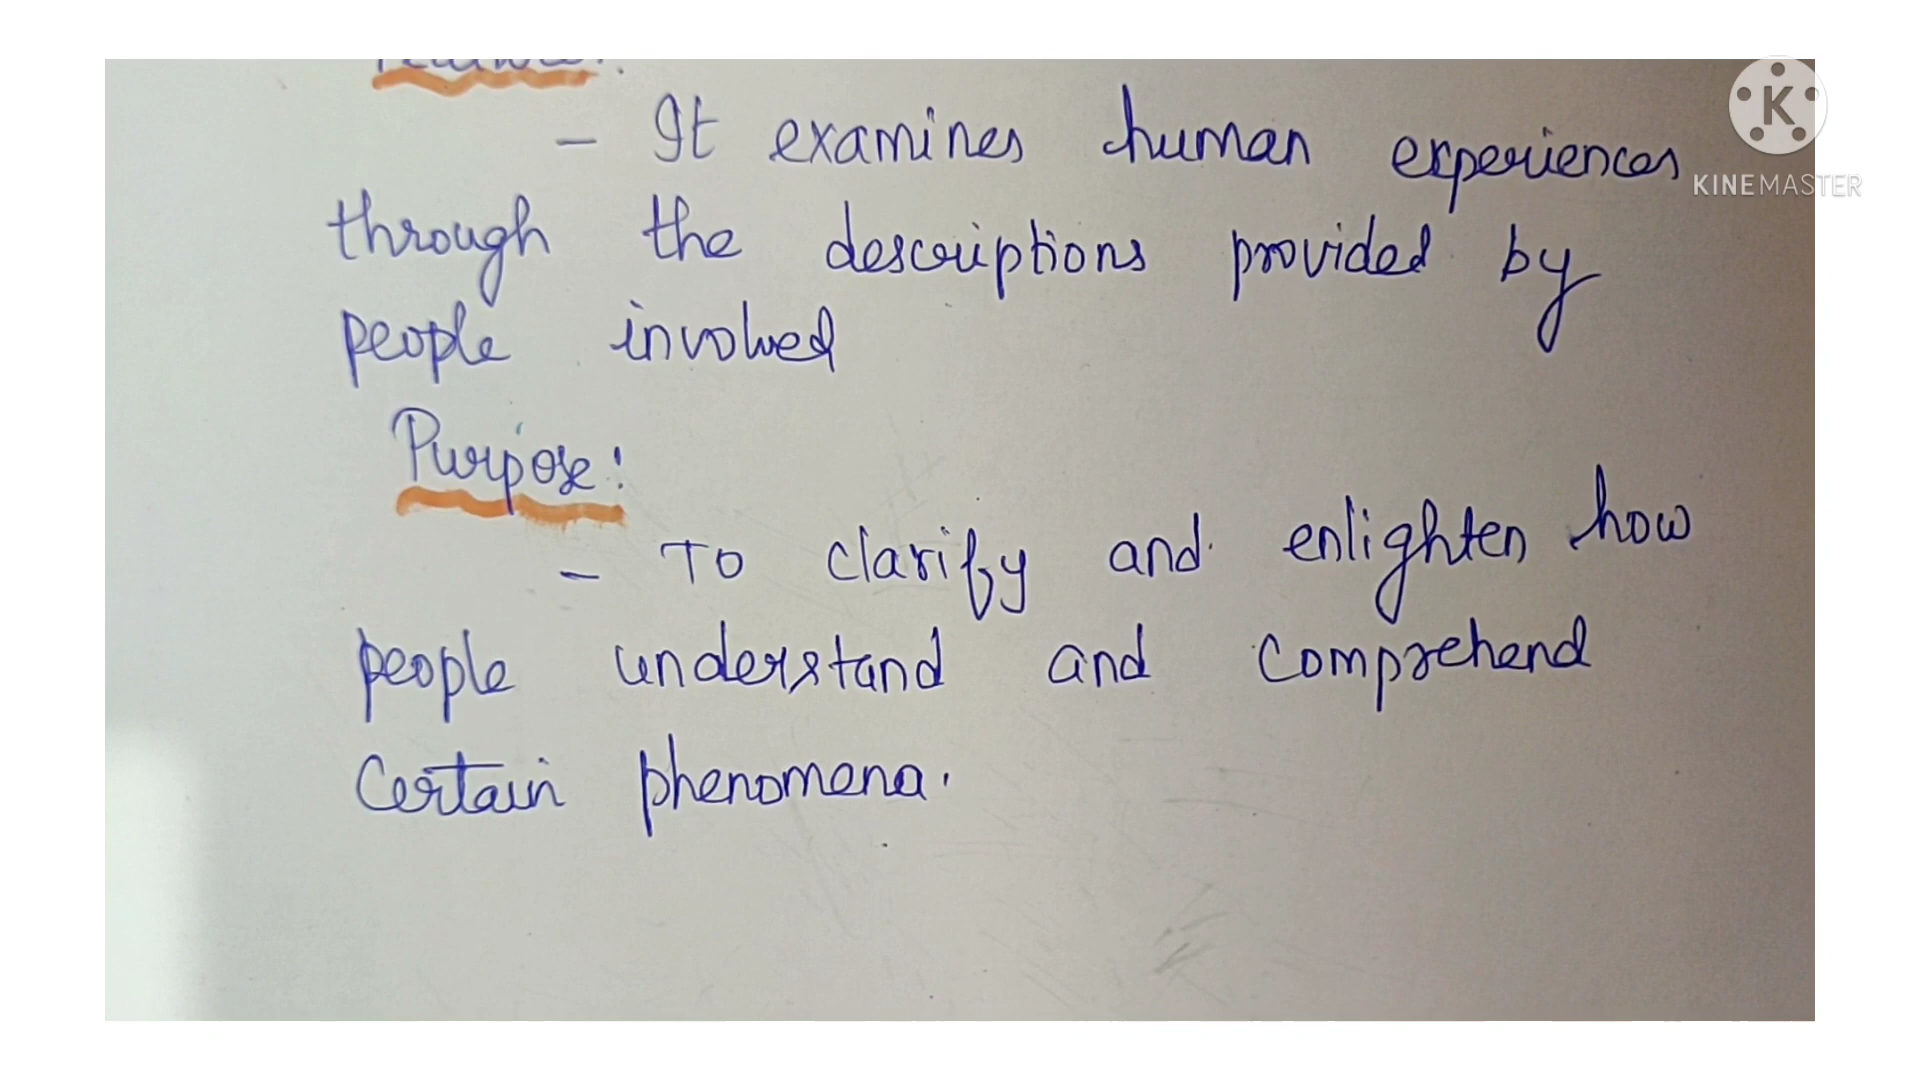 - It examines human experiences
through the descriptions provided by
people involved
Purpose:
- To clarify and enlighten how
people understand and comprehend
Certain phenomena.
KINEMASTER